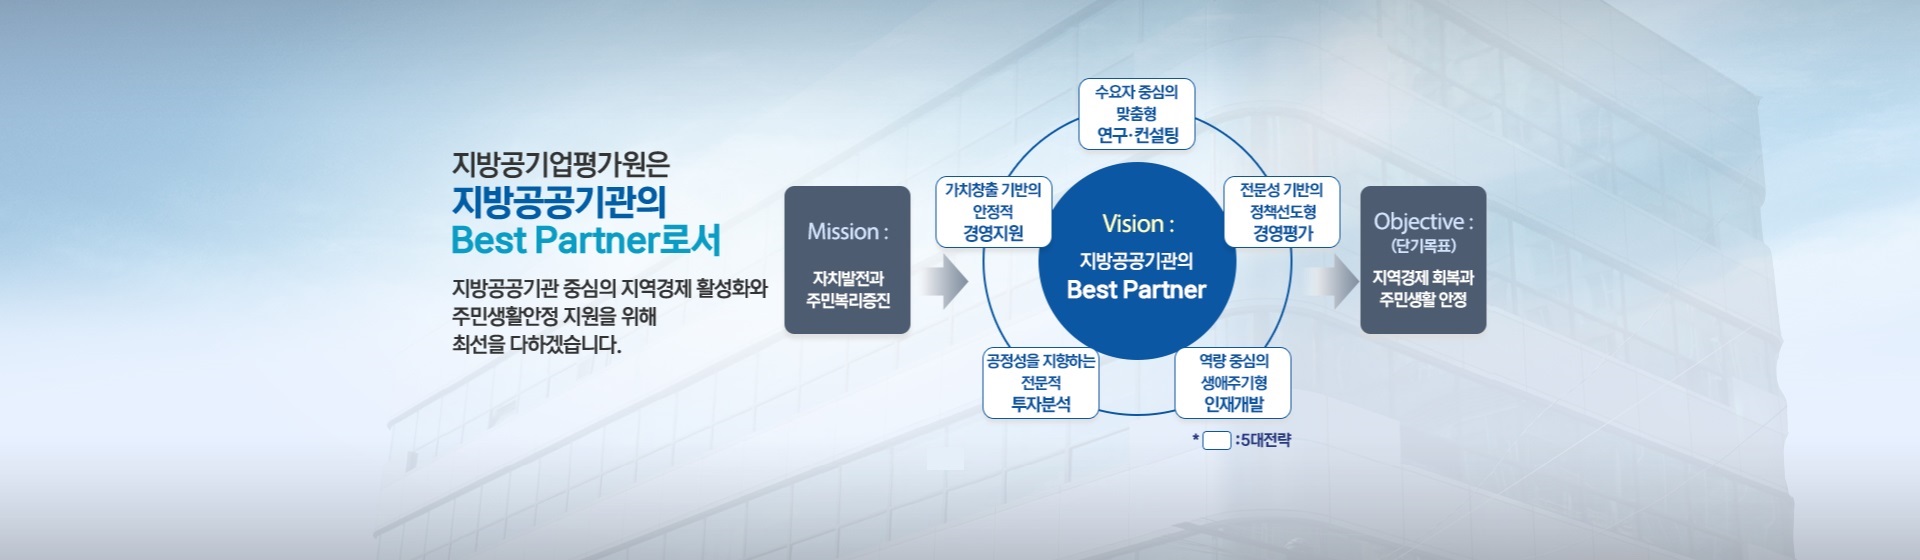 지방공기업평가원은
지방공공기관의
Best Partner로서
지방공공기관 중심의 지역경제 활성화와
주민생활안정 지원을 위해
최선을 다하겠습니다.
Mission :
자치발전과
주민복리증진
수요자 중심의
맞춤형
연구·컨설팅
가치창출 기반의
안정적
경영지원
전문성 기반의
정책선도형
경영평가
Vision :
지방공공기관의
Best Partner
공정성을 지향하는
전문적
투자분석
역량 중심의
생애주기형
인재개발
* :5대전략
Objective :
(단기목표)
지역경제 회복과
주민생활 안정